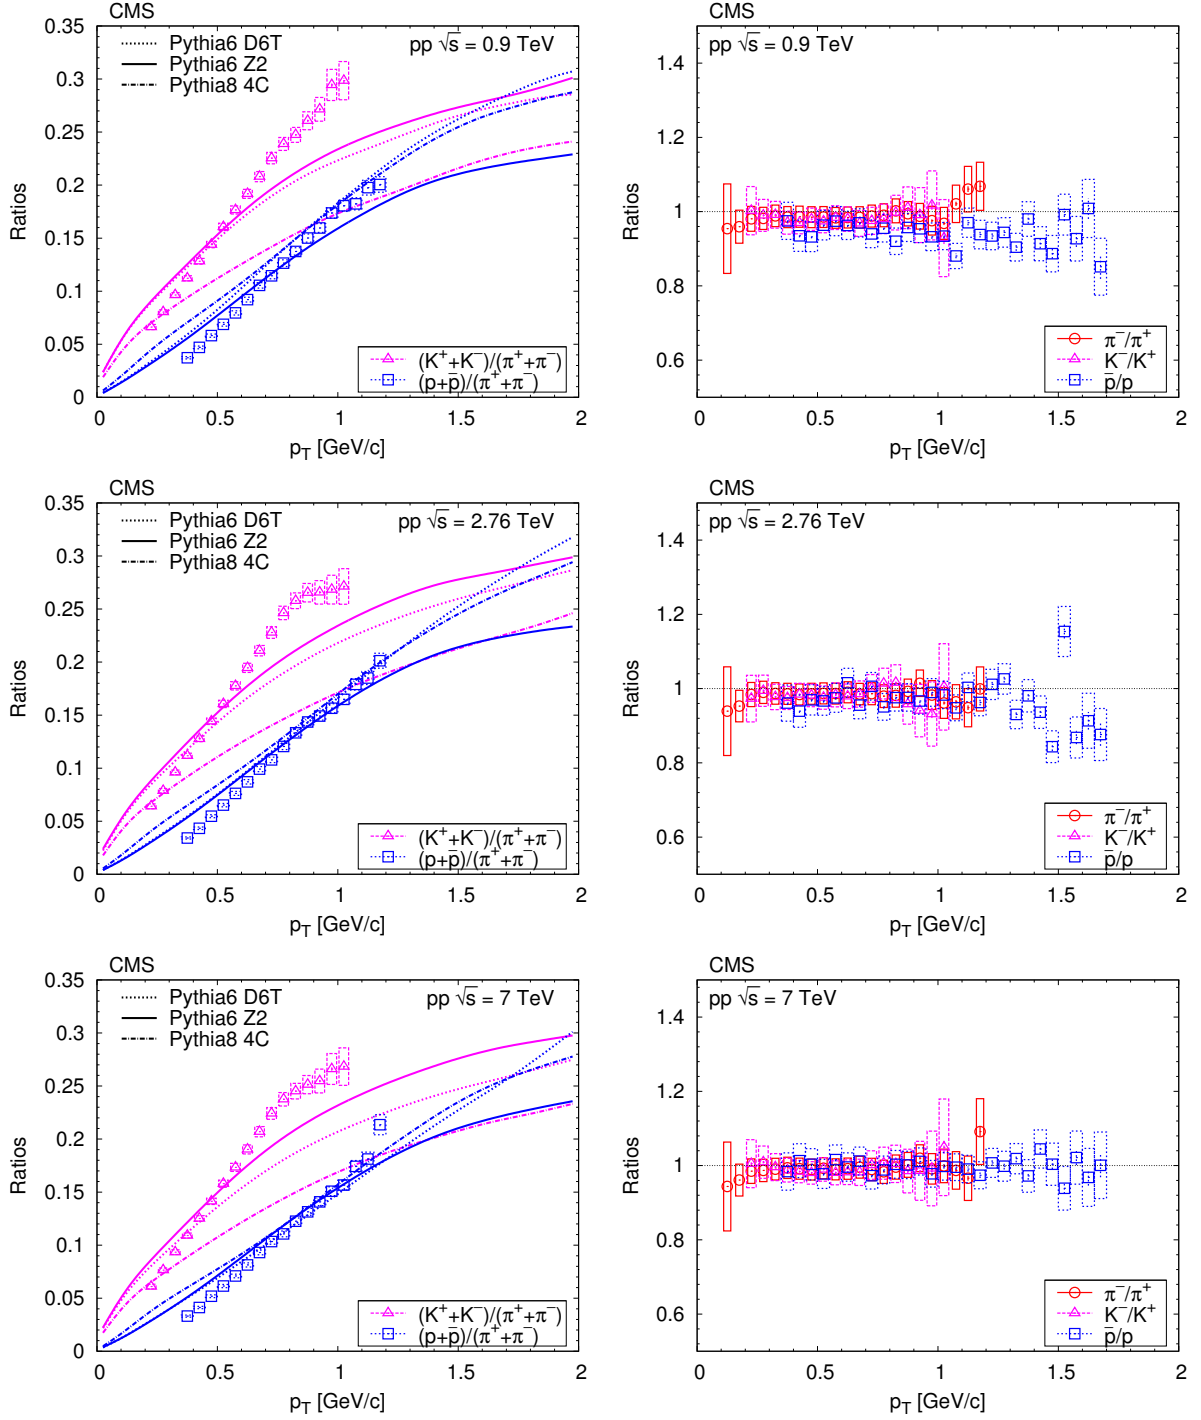 CMS
pp √s = 0.9 TeV
Pythia6 D6T
Pythia6 Z2
Pythia8 4C
0.35
0.3
0.25
0.2
0.15
0.1
0.05
0
Ratios
(K⁺+K⁻)/(π⁺+π⁻)
(p+p̄)/(π⁺+π⁻)
0 0.5 1 1.5 2
p_T [GeV/c]
CMS
pp √s = 0.9 TeV
1.4
1.2
1
0.8
0.6
Ratios
π⁻/π⁺
K⁻/K⁺
p̄/p
0 0.5 1 1.5 2
p_T [GeV/c]
CMS
pp √s = 2.76 TeV
Pythia6 D6T
Pythia6 Z2
Pythia8 4C
0.35
0.3
0.25
0.2
0.15
0.1
0.05
0
Ratios
(K⁺+K⁻)/(π⁺+π⁻)
(p+p̄)/(π⁺+π⁻)
0 0.5 1 1.5 2
p_T [GeV/c]
CMS
pp √s = 2.76 TeV
1.4
1.2
1
0.8
0.6
Ratios
π⁻/π⁺
K⁻/K⁺
p̄/p
0 0.5 1 1.5 2
p_T [GeV/c]
CMS
pp √s = 7 TeV
Pythia6 D6T
Pythia6 Z2
Pythia8 4C
0.35
0.3
0.25
0.2
0.15
0.1
0.05
0
Ratios
(K⁺+K⁻)/(π⁺+π⁻)
(p+p̄)/(π⁺+π⁻)
0 0.5 1 1.5 2
p_T [GeV/c]
CMS
pp √s = 7 TeV
1.4
1.2
1
0.8
0.6
Ratios
π⁻/π⁺
K⁻/K⁺
p̄/p
0 0.5 1 1.5 2
p_T [GeV/c]